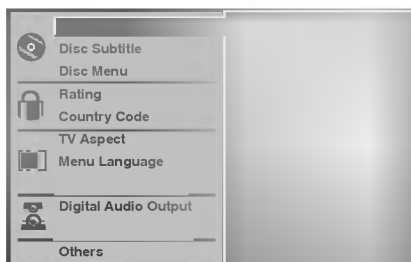 Disc Subtitle
Disc Menu
Rating
Country Code
TV Aspect
Menu Language
Digital Audio Output
Others